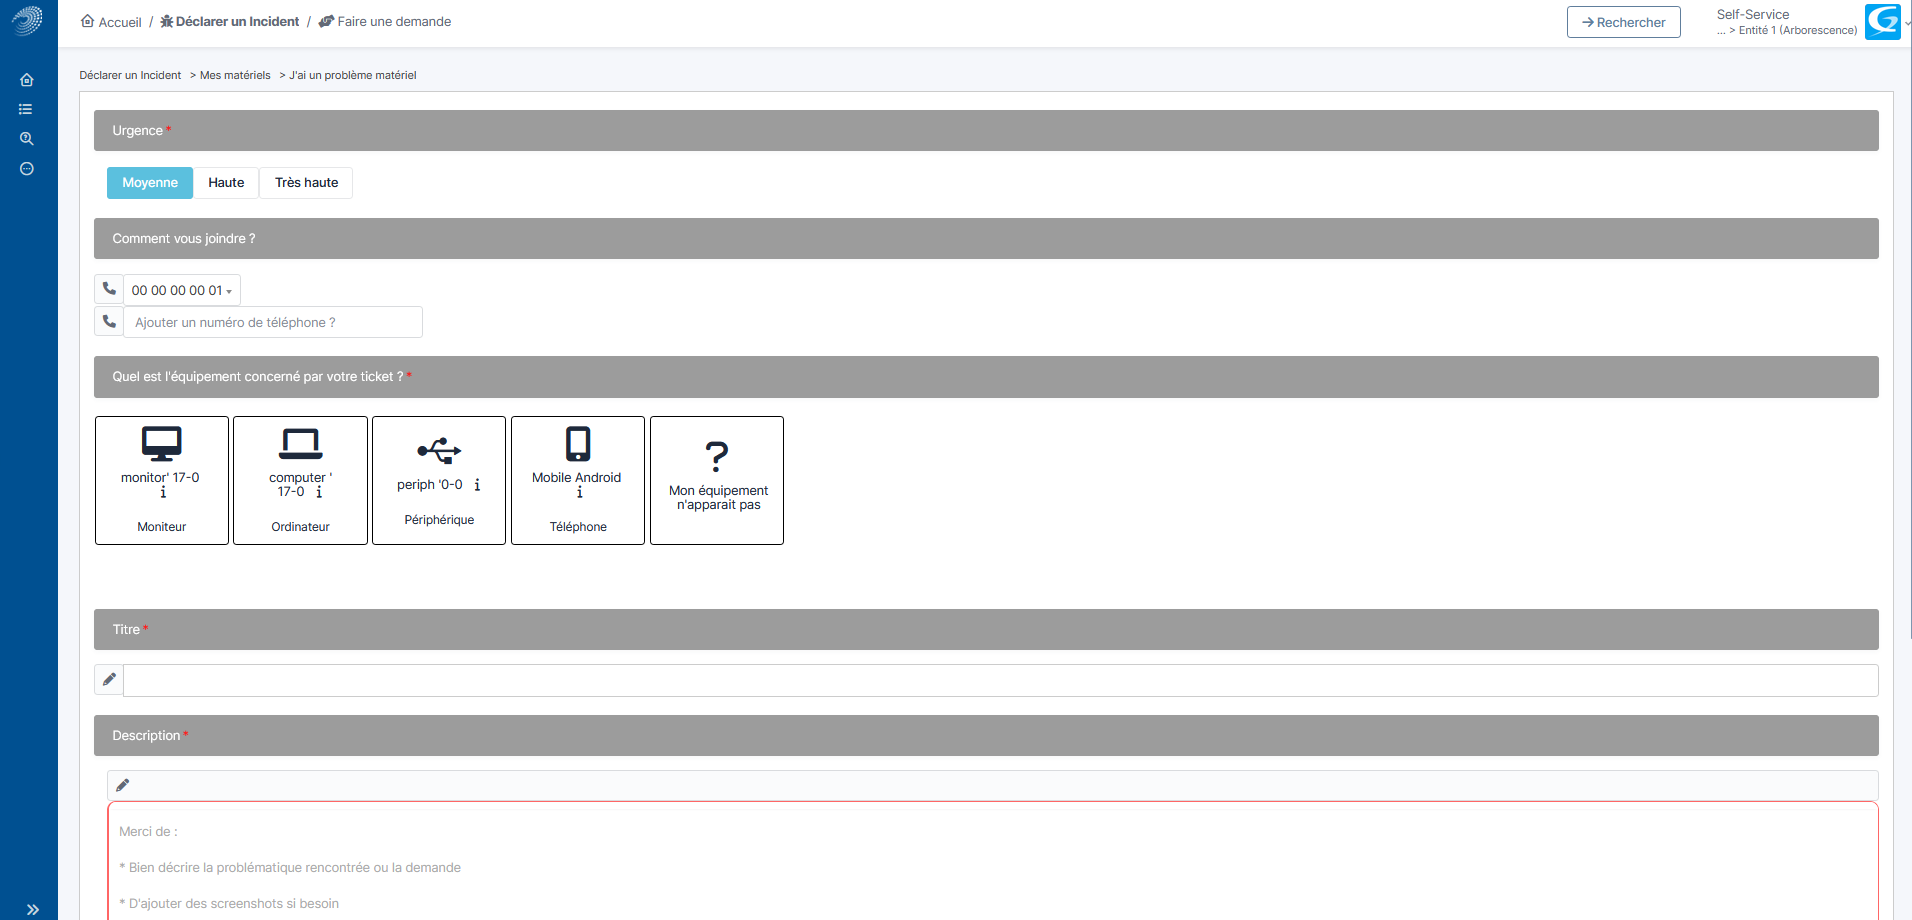 Accueil / Déclarer un Incident / Faire une demande
Rechercher
Self-Service
... > Entité 1 (Arborescence)
Déclarer un Incident > Mes matériels > J'ai un problème matériel
Urgence *
Moyenne Haute Très haute
Comment vous joindre ?
00 00 00 00 01
Ajouter un numéro de téléphone ?
Quel est l'équipement concerné par votre ticket ? *
monitor' 17-0
Moniteur
computer '
17-0
Ordinateur
periph '0-0
Périphérique
Mobile Android
Téléphone
Mon équipement
n'apparait pas
Titre *
Description *
Merci de :
* Bien décrire la problématique rencontrée ou la demande
* D'ajouter des screenshots si besoin